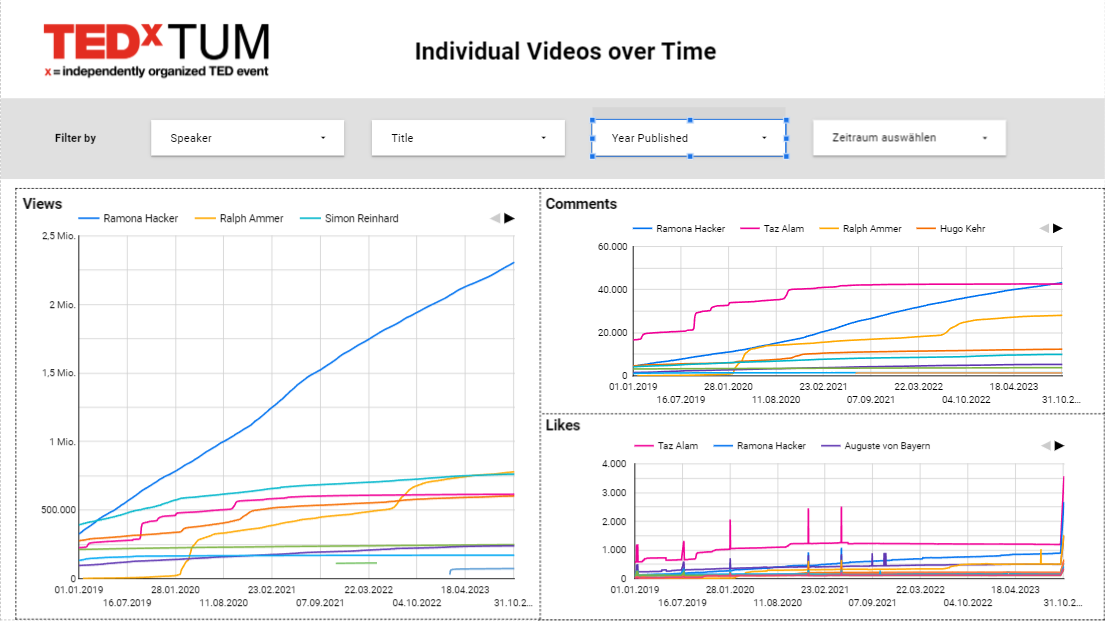 TEDx TUM
x = independently organized TED event
Individual Videos over Time
Filter by
Speaker
Title
Year Published
Zeitraum auswählen
Views
Ramona Hacker Ralph Ammer Simon Reinhard
2,5 Mio.
2 Mio.
1,5 Mio.
1 Mio.
500.000
0
01.01.2019 28.01.2020 23.02.2021 22.03.2022 18.04.2023 31.10.2...
16.07.2019 11.08.2020 07.09.2021 04.10.2022
Comments
Ramona Hacker Taz Alam Ralph Ammer Hugo Kehr
60.000
40.000
20.000
0
01.01.2019 28.01.2020 23.02.2021 22.03.2022 18.04.2023
16.07.2019 11.08.2020 07.09.2021 04.10.2022 31.10.2...
Likes
Taz Alam Ramona Hacker Auguste von Bayern
4.000
3.000
2.000
1.000
0
01.01.2019 28.01.2020 23.02.2021 22.03.2022 18.04.2023
16.07.2019 11.08.2020 07.09.2021 04.10.2022 31.10.2...